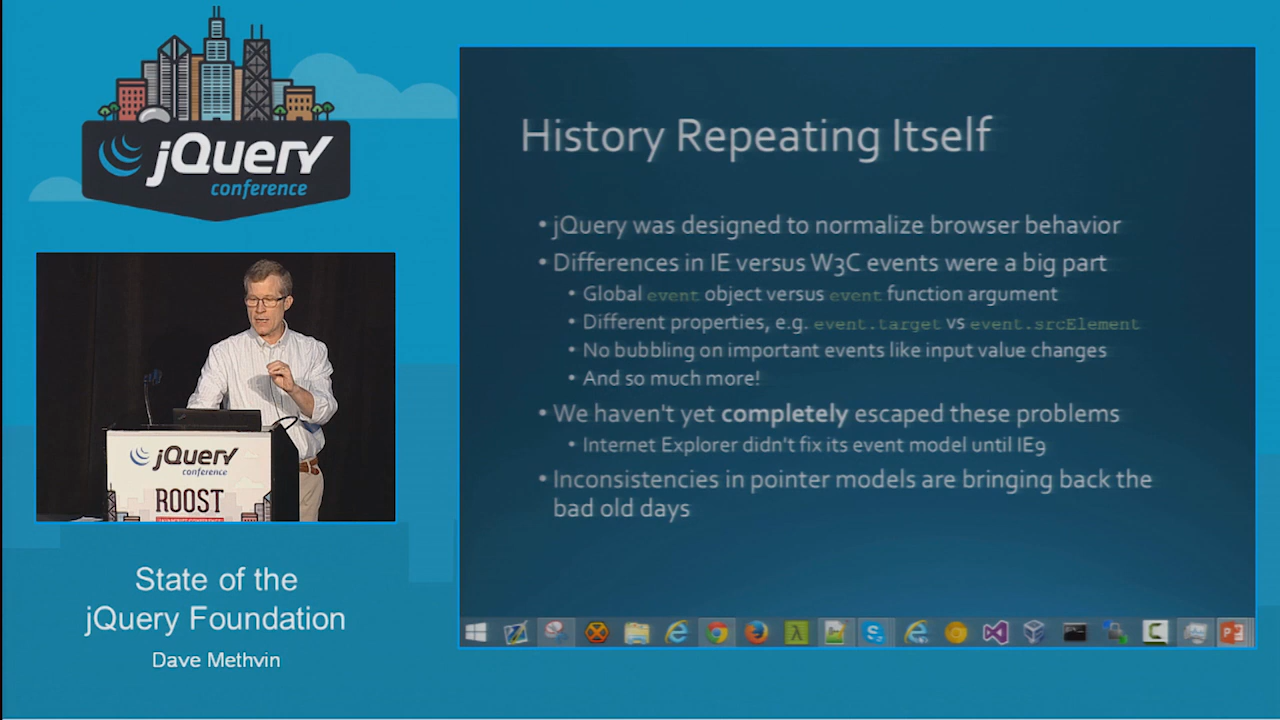 jQuery
conference
History Repeating Itself
• jQuery was designed to normalize browser behavior
• Differences in IE versus W3C events were a big part
• Global event object versus event function argument
• Different properties, e.g. event.target vs event.srcElement
• No bubbling on important events like input value changes
• And so much more!
• We haven't yet completely escaped these problems
• Internet Explorer didn't fix its event model until IE9
• Inconsistencies in pointer models are bringing back the
bad old days
jQuery
conference
ROOST
State of the
jQuery Foundation
Dave Methvin